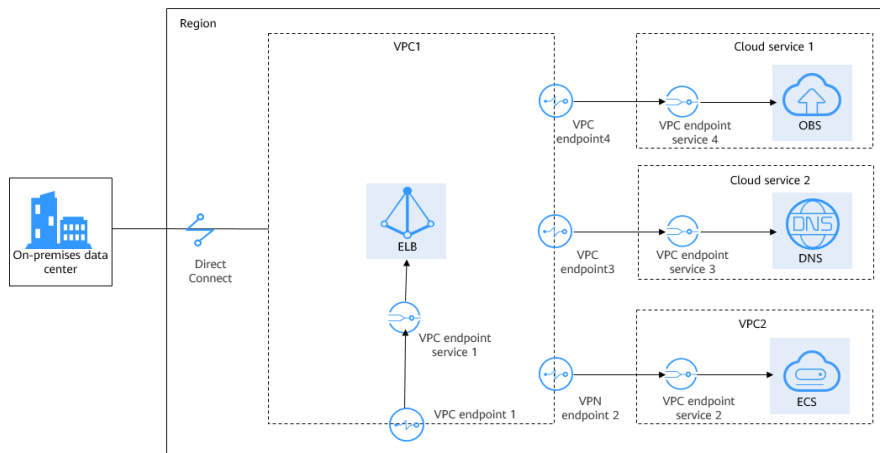 Region
VPC1
Cloud service 1
VPC
endpoint4
VPC endpoint
service 4
OBS
Cloud service 2
On-premises data
center
Direct
Connect
ELB
VPC
endpoint3
VPC endpoint
service 3
DNS
DNS
VPC endpoint
service 1
VPC2
VPC endpoint 1
VPN
endpoint 2
VPC endpoint
service 2
ECS